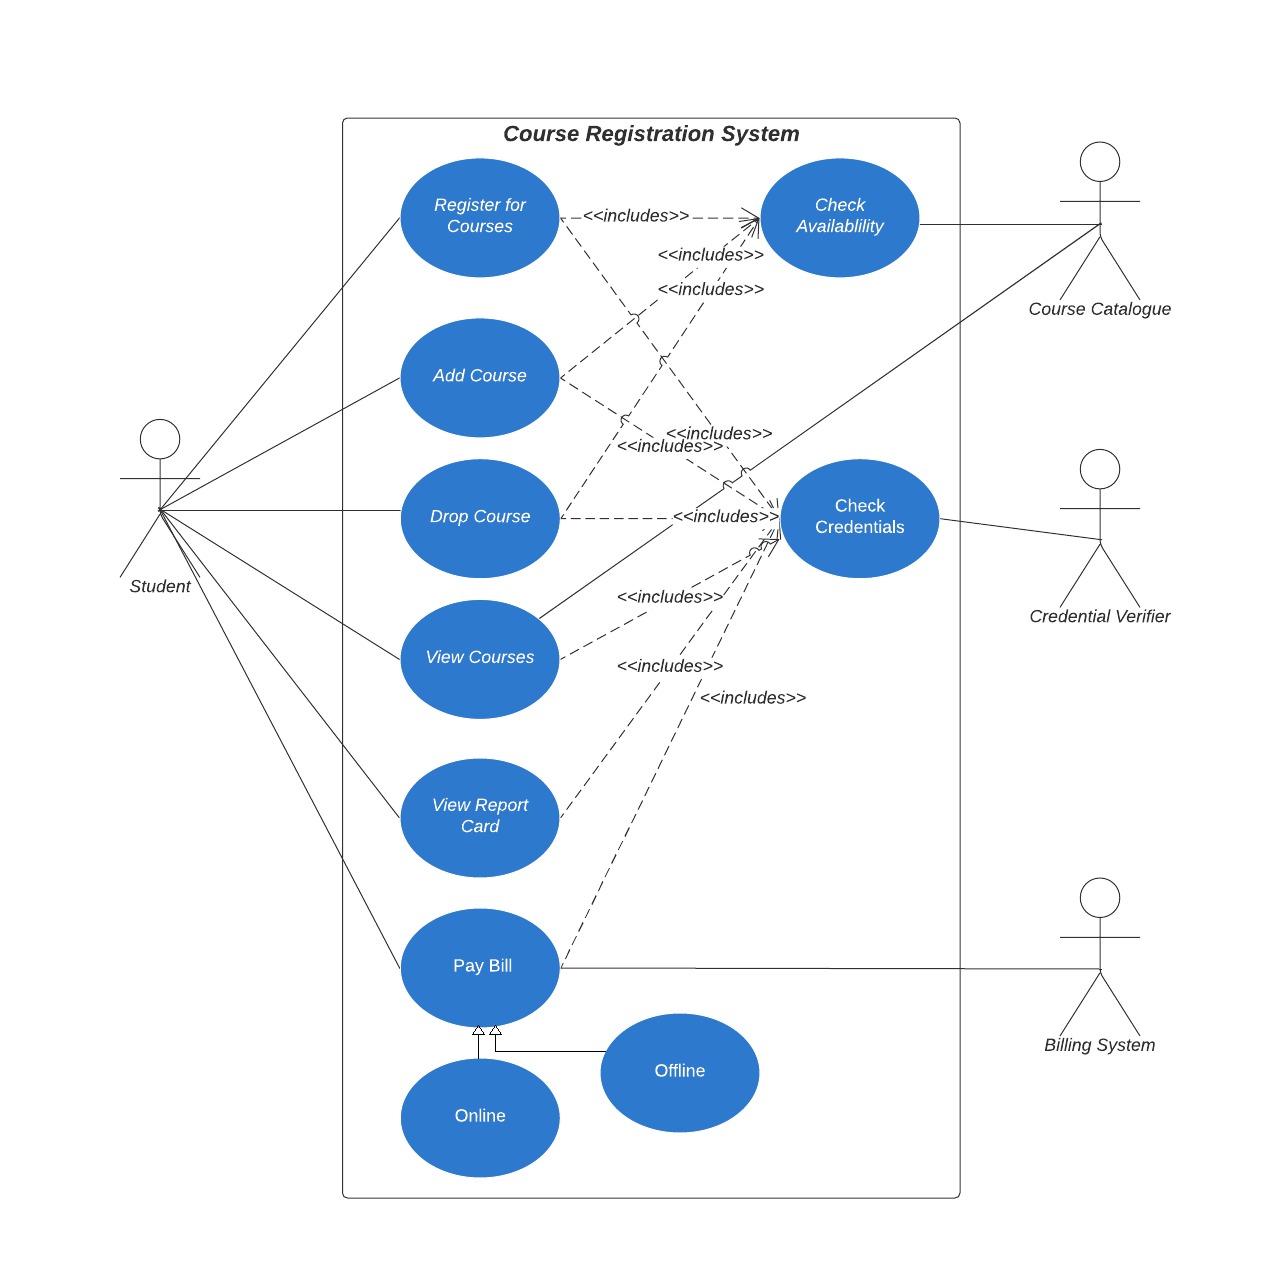 Course Registration System
Register for
Courses
<<includes>>
Check
Availablility
<<includes>>
<<includes>>
Course Catalogue
Add Course
<<includes>>
<<includes>>
Drop Course
<<includes>>
Check
Credentials
Student
<<includes>>
Credential Verifier
View Courses
<<includes>>
<<includes>>
View Report
Card
Pay Bill
Billing System
Offline
Online